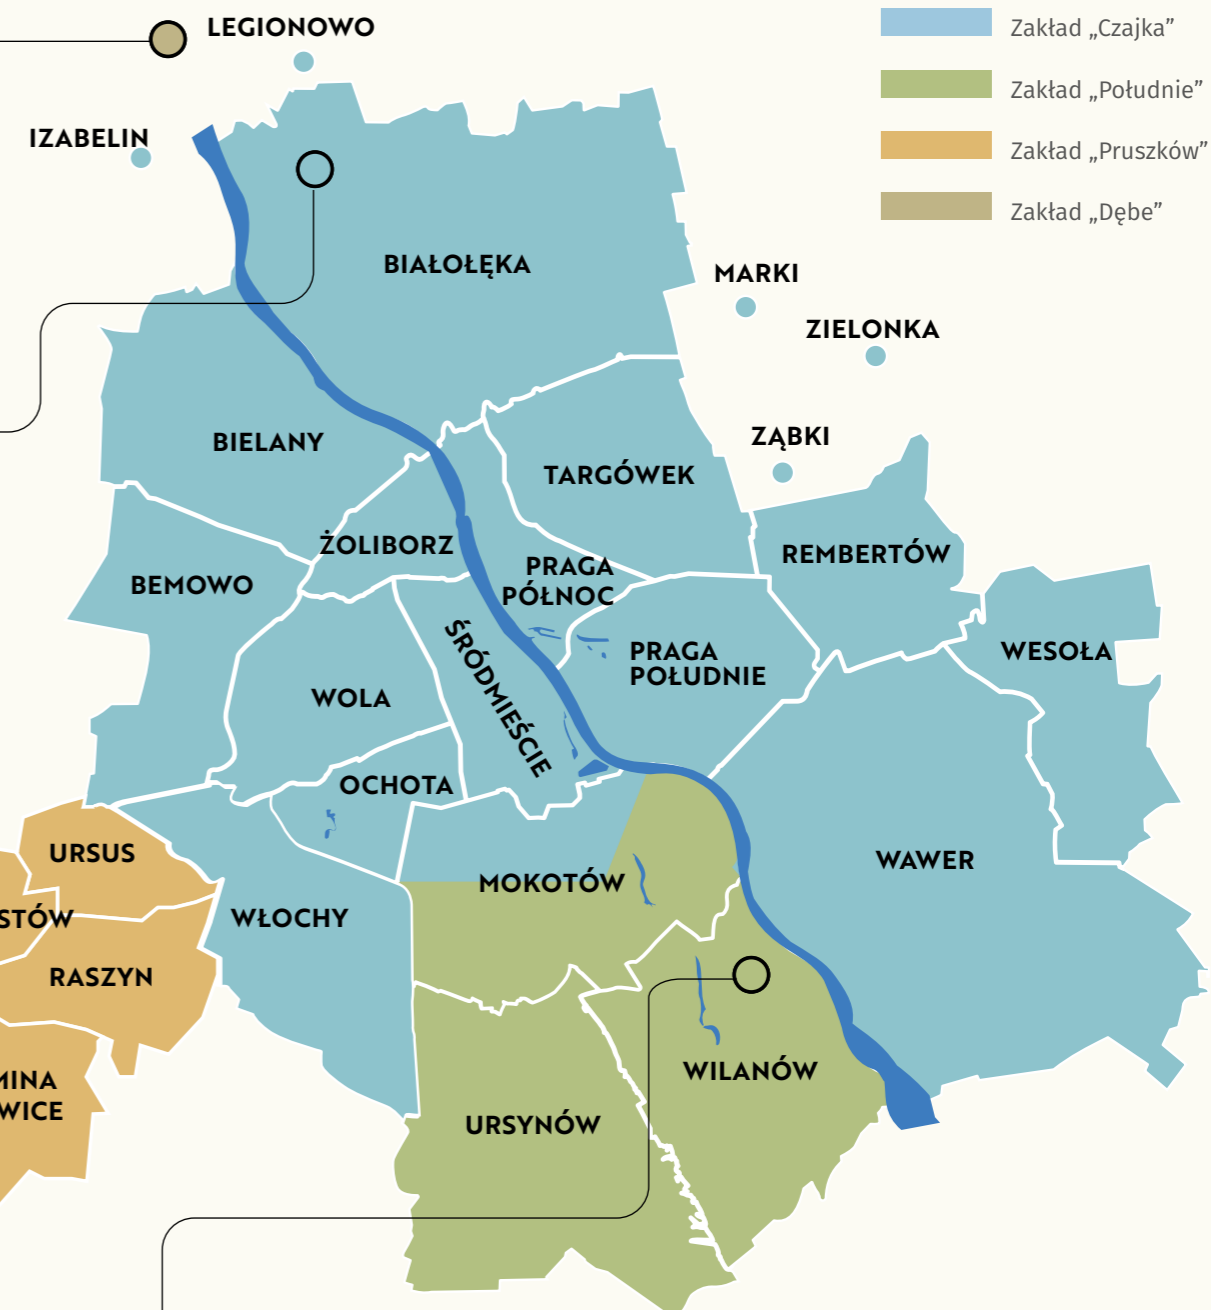 LEGIONOWO
Zakład „Czajka”
Zakład „Południe”
IZABELIN
Zakład „Pruszków”
Zakład „Dębe”
BIAŁOŁĘKA
MARKI
ZIELONKA
BIELANY
ZĄBKI
TARGÓWEK
ŻOLIBORZ
REMBERTÓW
PRAGA
PÓŁNOC
BEMOWO
ŚRÓDMIEŚCIE
PRAGA
POŁUDNIE
WESOŁA
WOLA
OCHOTA
URSUS
WAWER
MOKOTÓW
STÓW
WŁOCHY
RASZYN
WILANÓW
MINA
WICE
URSYNÓW